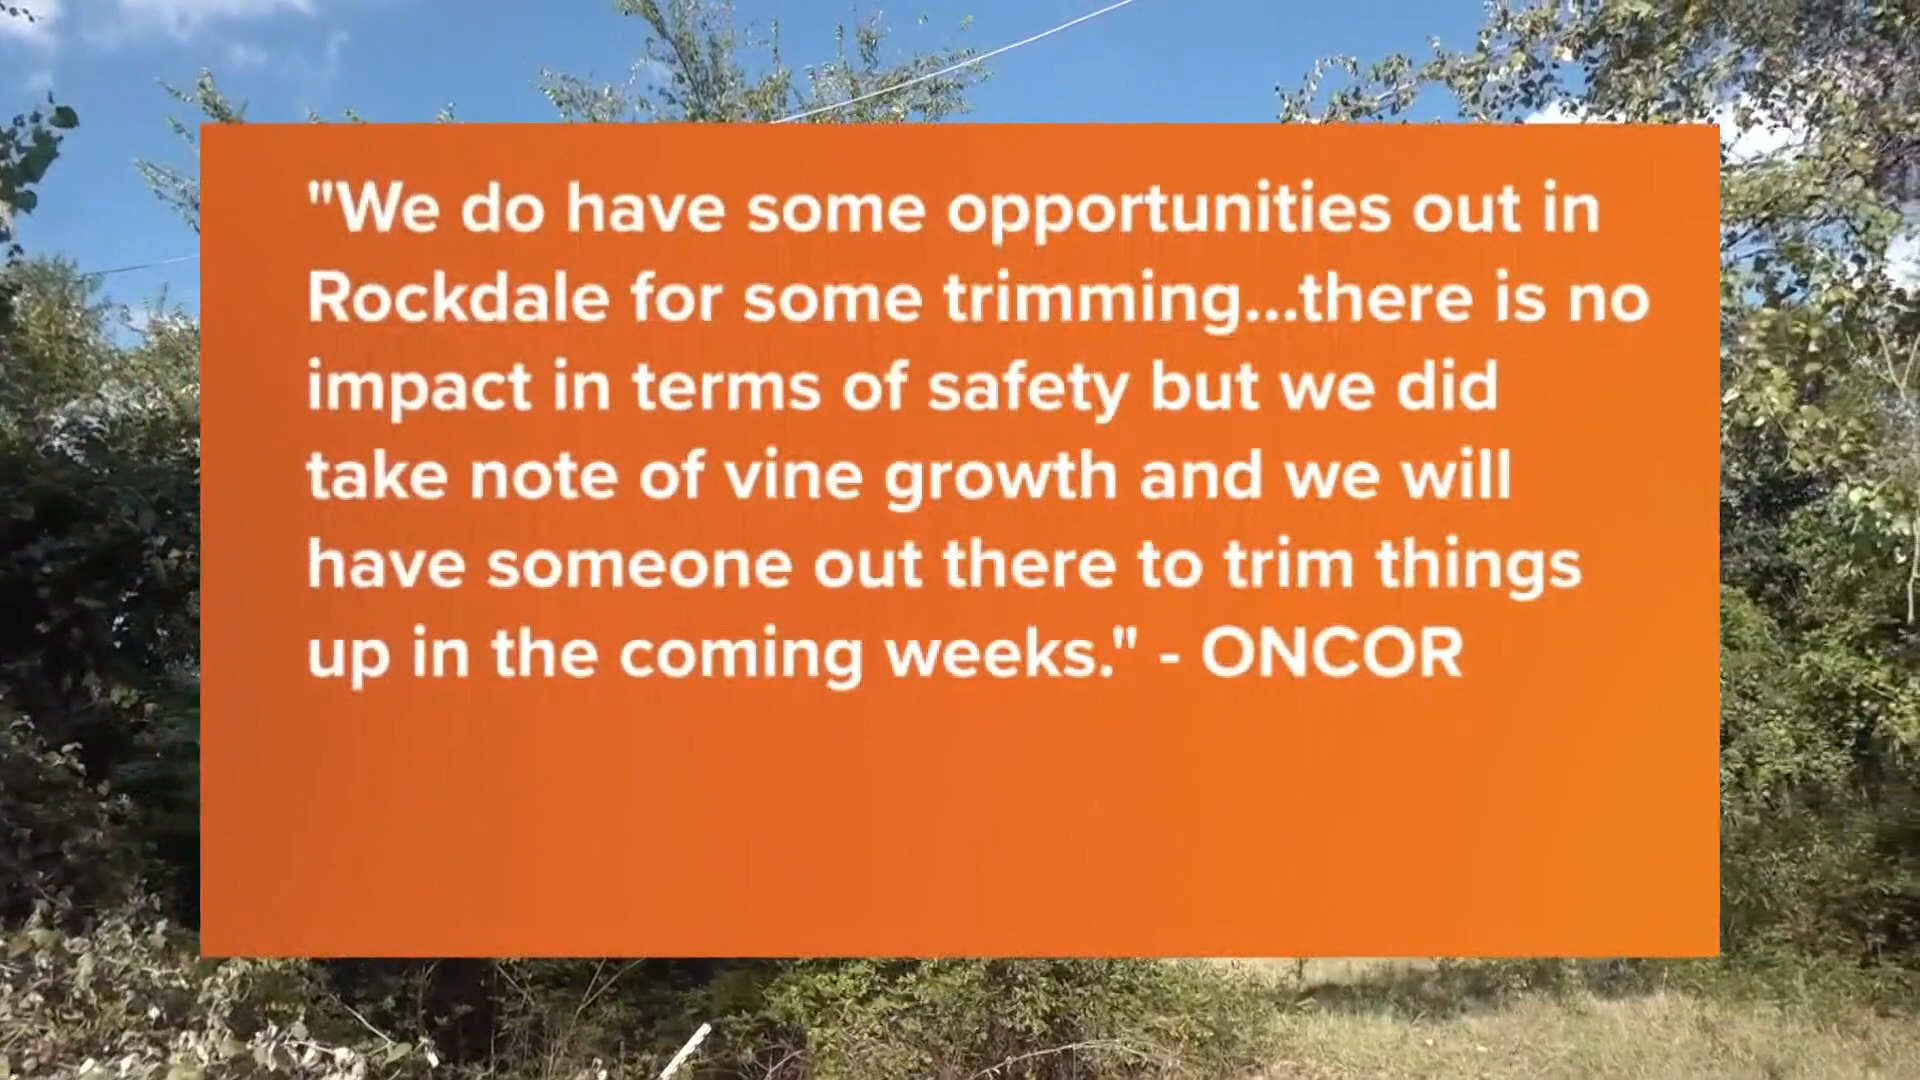 "We do have some opportunities out in
Rockdale for some trimming...there is no
impact in terms of safety but we did
take note of vine growth and we will
have someone out there to trim things
up in the coming weeks." - ONCOR